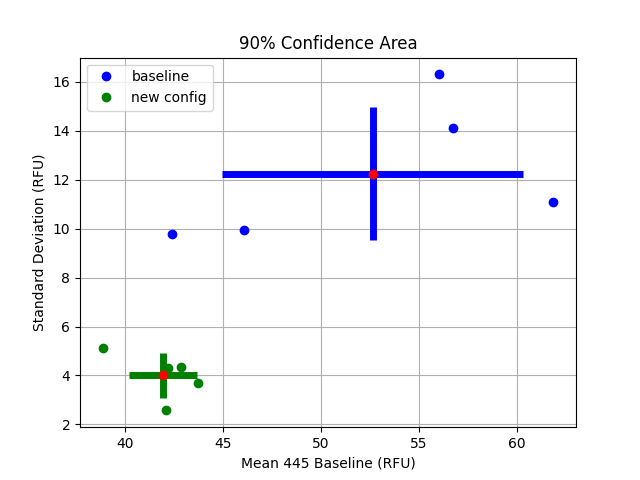 90% Confidence Area
baseline
new config
Standard Deviation (RFU)
16
14
12
10
8
6
4
2
40 45 50 55 60
Mean 445 Baseline (RFU)